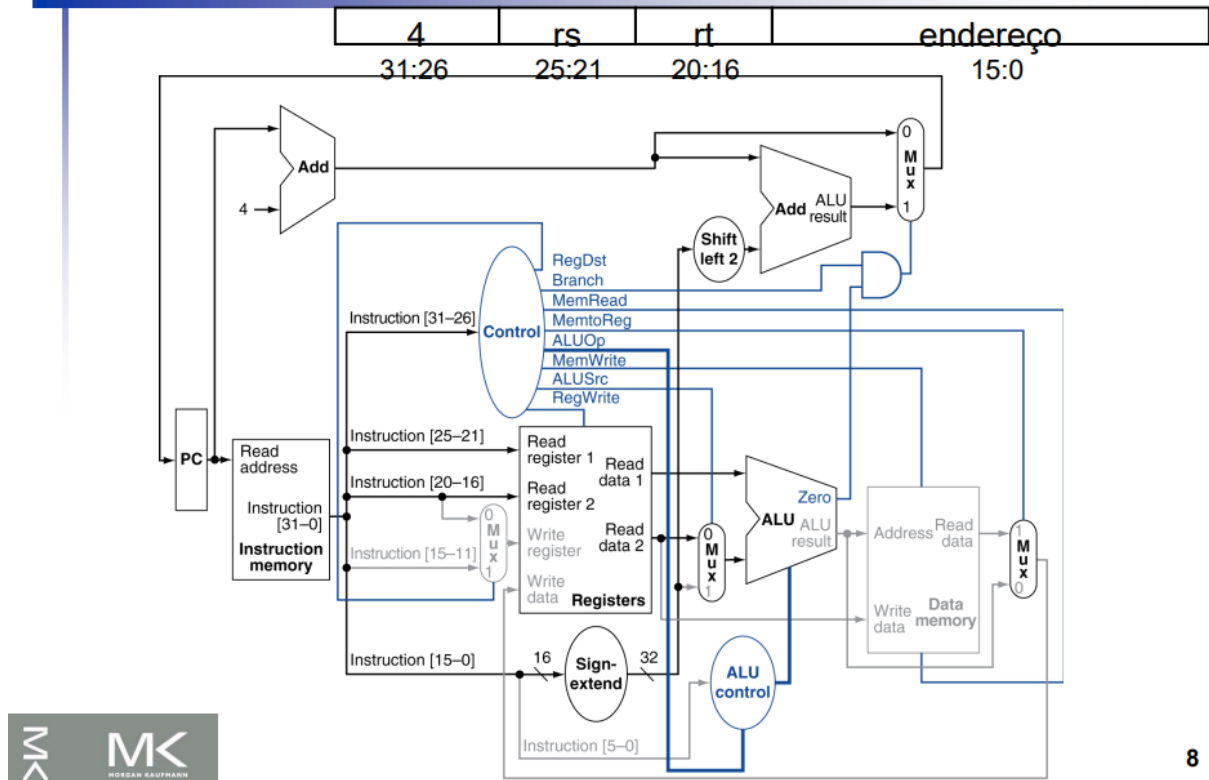 4 rs rt endereço
31:26 25:21 20:16 15:0
Add
4
Add ALU result
0
M
u
x
1
Shift
left 2
RegDst
Branch
MemRead
MemtoReg
ALUOp
MemWrite
ALUSrc
RegWrite
Control
Instruction [31–26]
Instruction [25–21]
Instruction [20–16]
Instruction [15–11]
Instruction [15–0]
Instruction [5–0]
PC
Read
address
Instruction
[31–0]
Instruction
memory
0
M
u
x
1
Read
register 1
Read
register 2
Write
register
Write
data
Read
data 1
Read
data 2
Registers
16
Sign-
extend
32
0
M
u
x
1
Zero
ALU
ALU
result
ALU
control
Address
Read
data
Write
data
Data
memory
1
M
u
x
0
MK
MK
MORGAN KAUFMANN
8